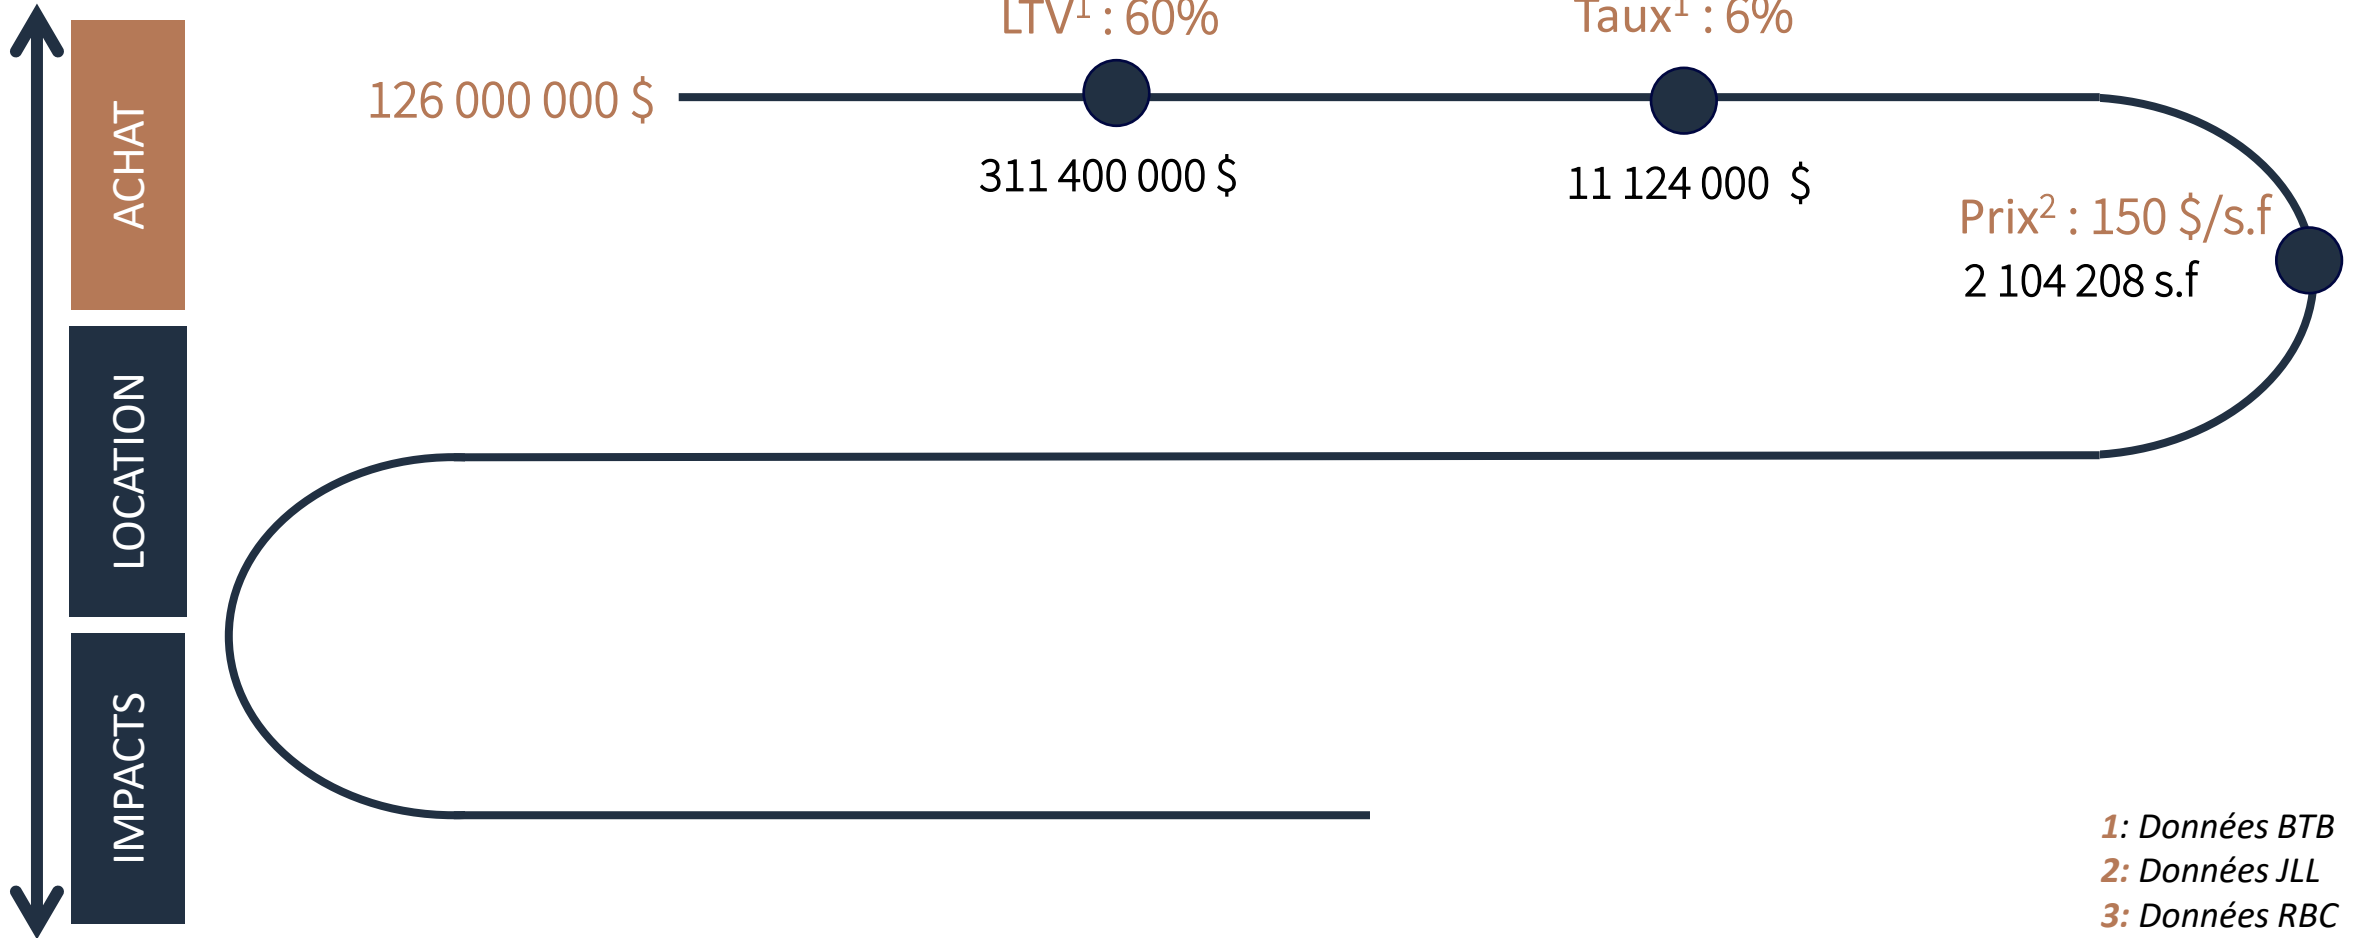 LTV¹ : 60%
Taux¹ : 6%
126 000 000 $
311 400 000 $
11 124 000 $
Prix² : 150 $/s.f
2 104 208 s.f
ACHAT
LOCATION
IMPACTS
1: Données BTB
2: Données JLL
3: Données RBC